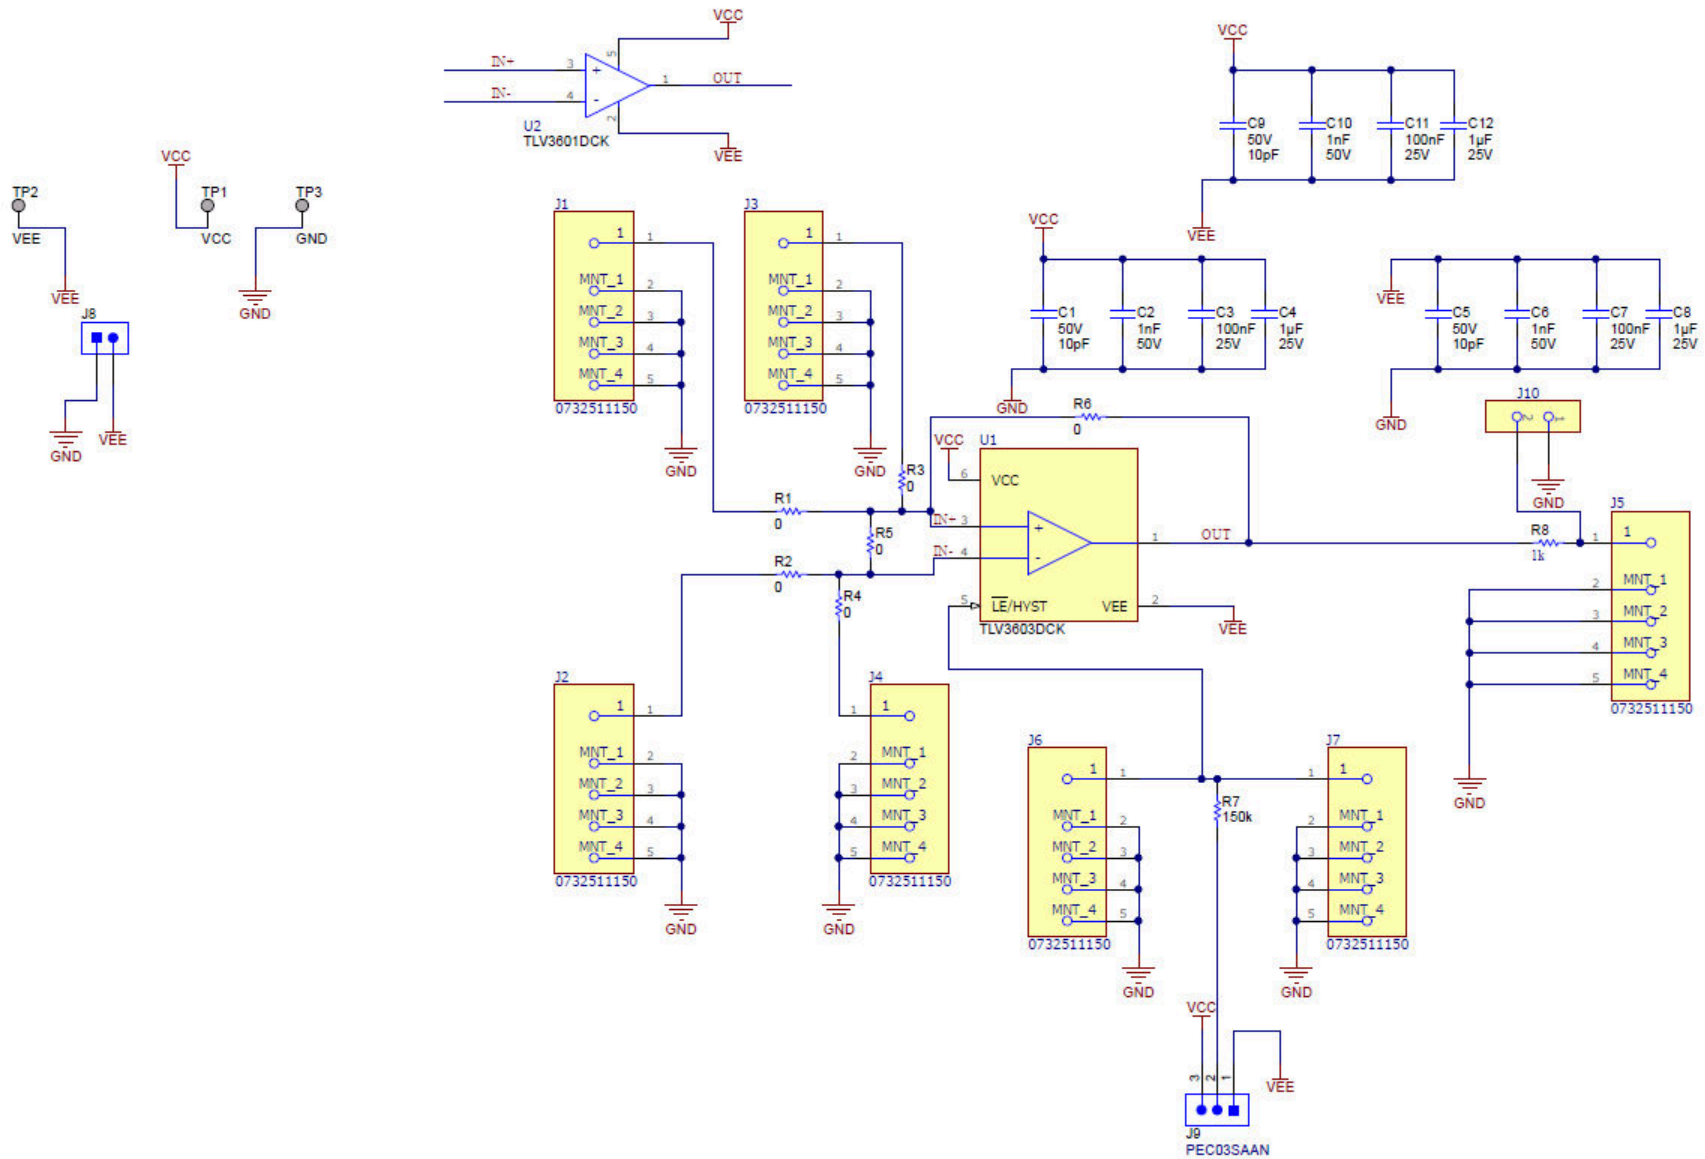 VCC
IN+
3
+
5
1
OUT
IN-
4
-
2
U2
TLV3601DCK
VEE
VCC
C9
50V
10pF
C10
1nF
50V
C11
100nF
25V
C12
1µF
25V
VEE
TP2
VEE
VEE
VCC
TP1
VCC
TP3
GND
GND
J8
GND
VEE
J1
1
1
MNT_1
2
MNT_2
3
MNT_3
4
MNT_4
5
0732511150
GND
J3
1
1
MNT_1
2
MNT_2
3
MNT_3
4
MNT_4
5
0732511150
GND
VCC
C1
50V
10pF
C2
1nF
50V
C3
100nF
25V
C4
1µF
25V
GND
VEE
C5
50V
10pF
C6
1nF
50V
C7
100nF
25V
C8
1µF
25V
GND
J10
2
1
GND
R6
0
R3
0
R1
0
R5
0
R2
0
R4
0
VCC
U1
6
VCC
IN+
3
+
IN-
4
-
1
OUT
5
LE/HYST
VEE
2
VEE
TLV3603DCK
R8
1k
J5
1
1
2
MNT_1
3
MNT_2
4
MNT_3
5
MNT_4
0732511150
GND
J2
1
1
MNT_1
2
MNT_2
3
MNT_3
4
MNT_4
5
0732511150
GND
J4
1
1
2
MNT_1
3
MNT_2
4
MNT_3
5
MNT_4
0732511150
GND
J6
1
1
MNT_1
2
MNT_2
3
MNT_3
4
MNT_4
5
0732511150
GND
R7
150k
J7
1
1
2
MNT_1
3
MNT_2
4
MNT_3
5
MNT_4
0732511150
GND
VCC
3
2
1
VEE
J9
PEC03SAAN